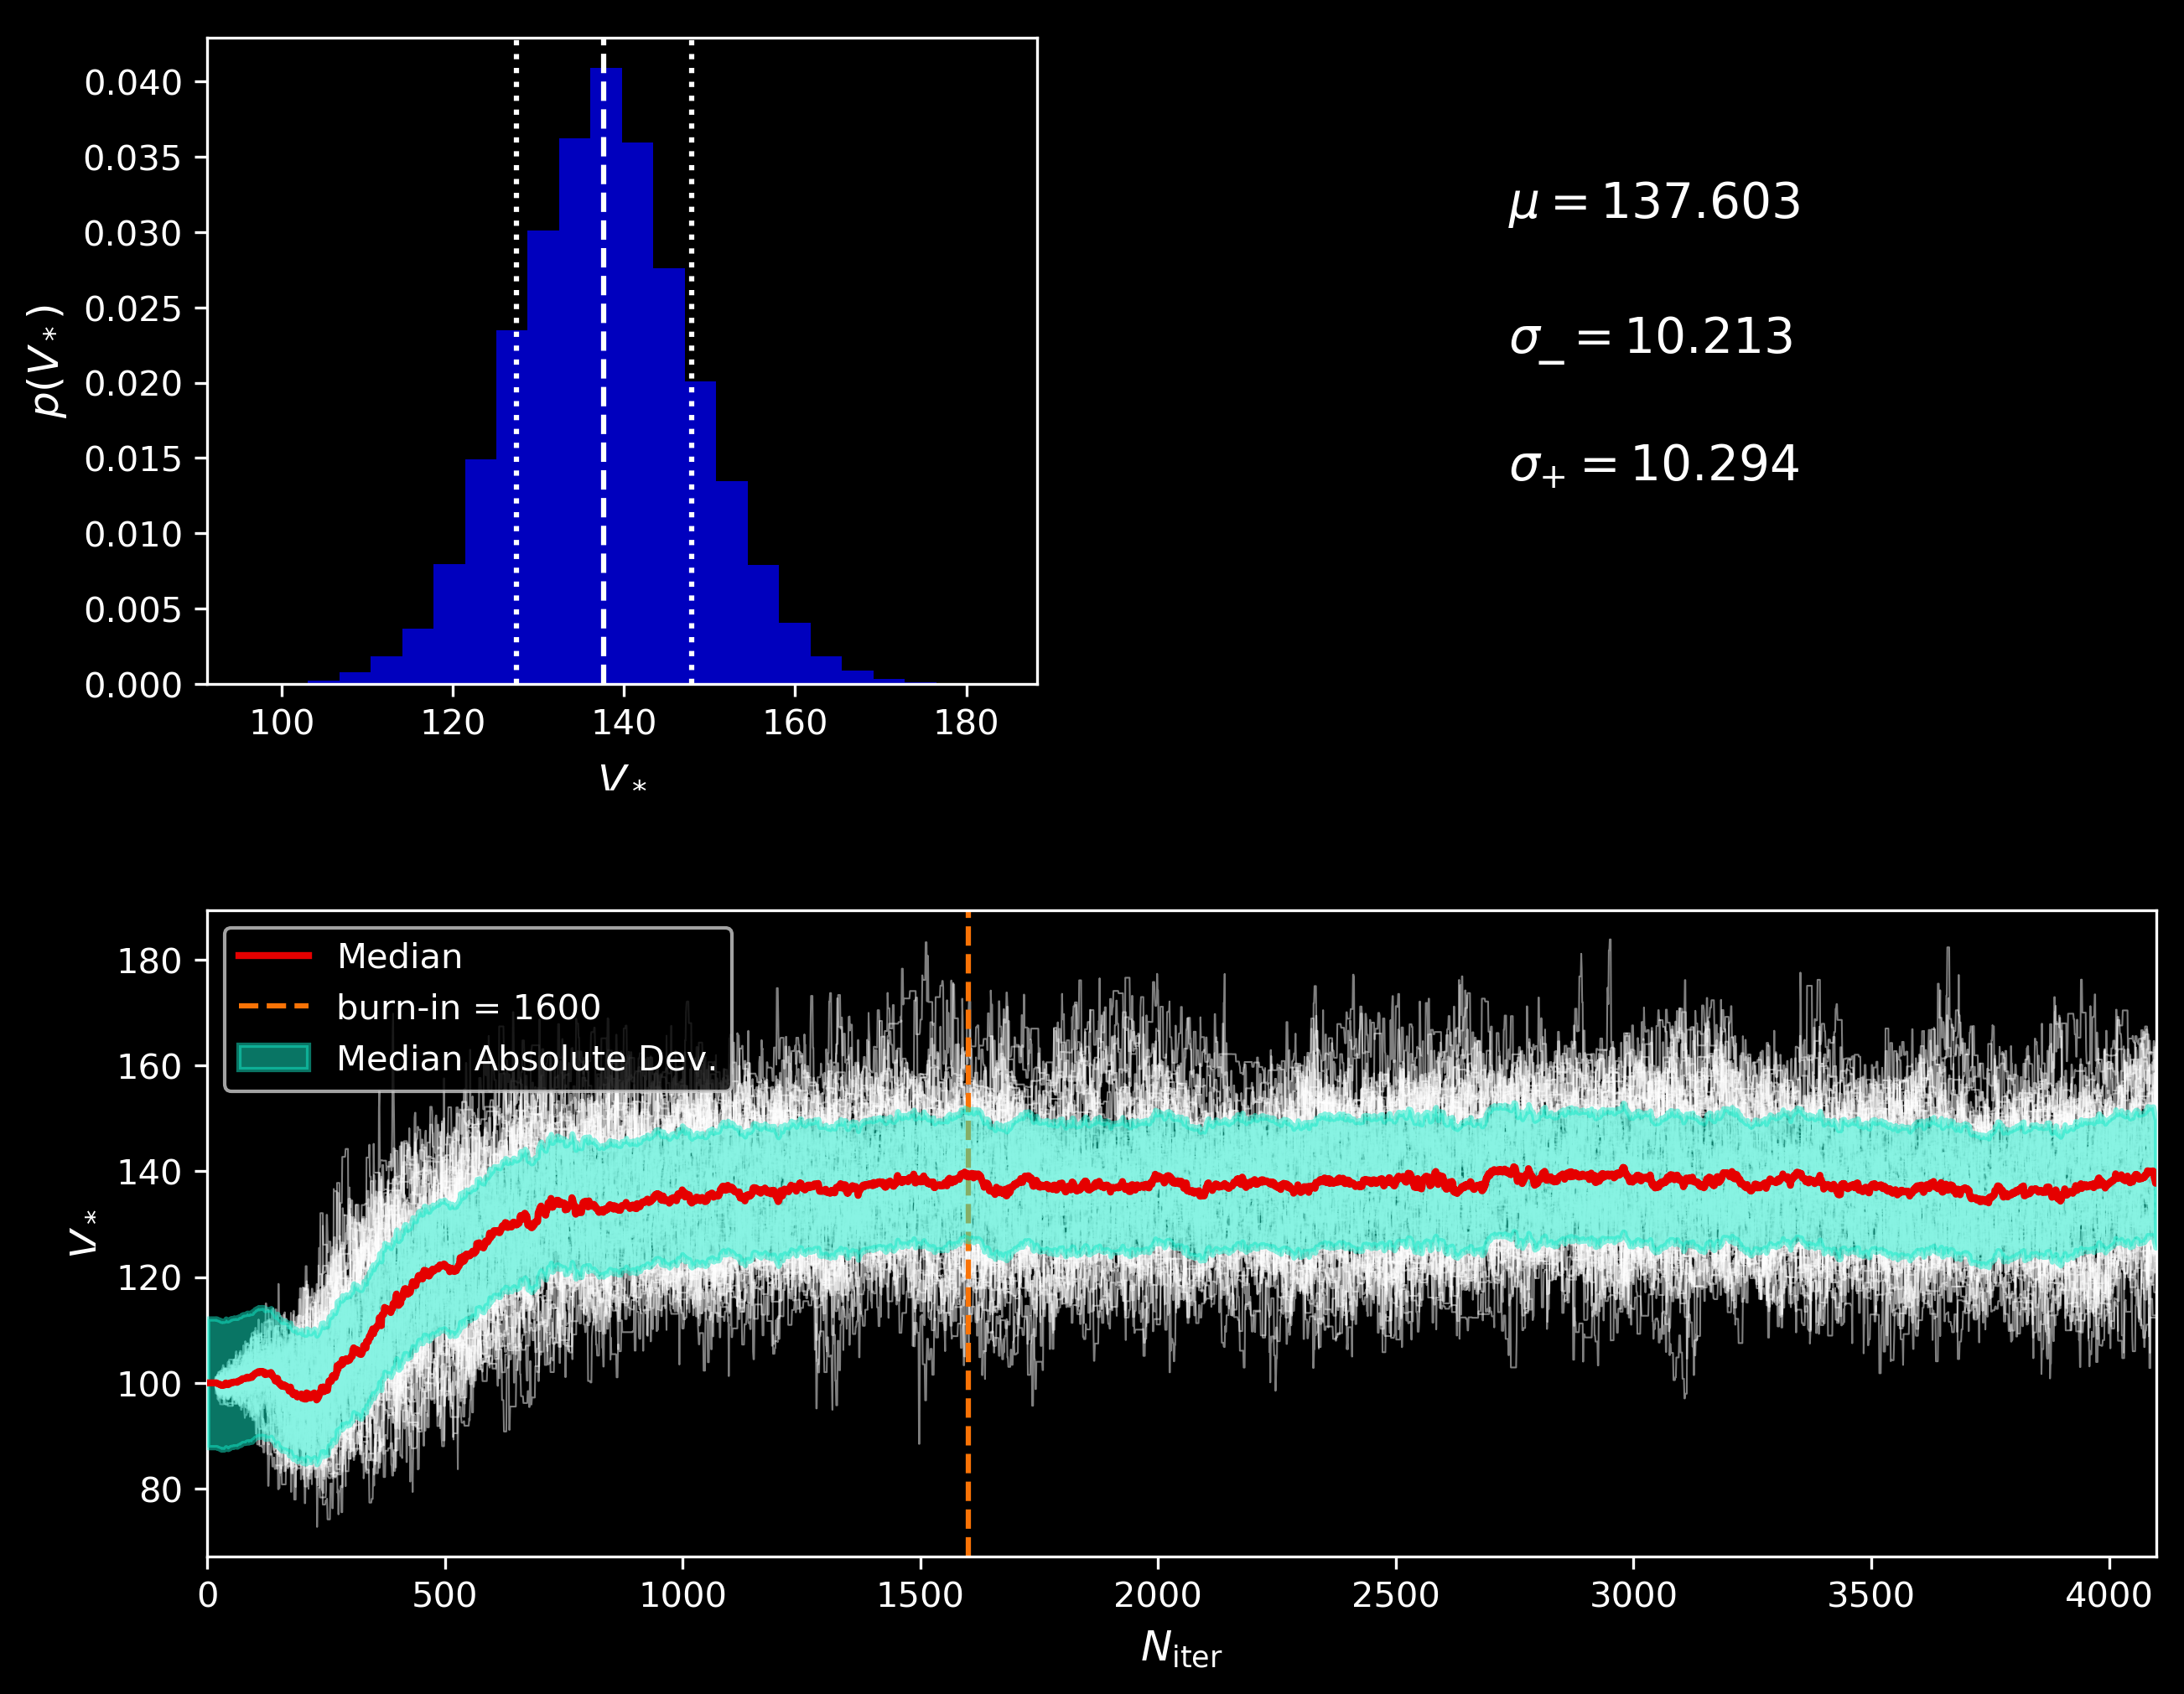 0.040
0.035
0.030
0.025
0.020
0.015
0.010
0.005
0.000
p(V*)
100 120 140 160 180
V*
μ = 137.603
σ_ = 10.213
σ+ = 10.294
Median
burn-in = 1600
Median Absolute Dev.
180
160
140
120
100
80
V*
0 500 1000 1500 2000 2500 3000 3500 4000
Niter